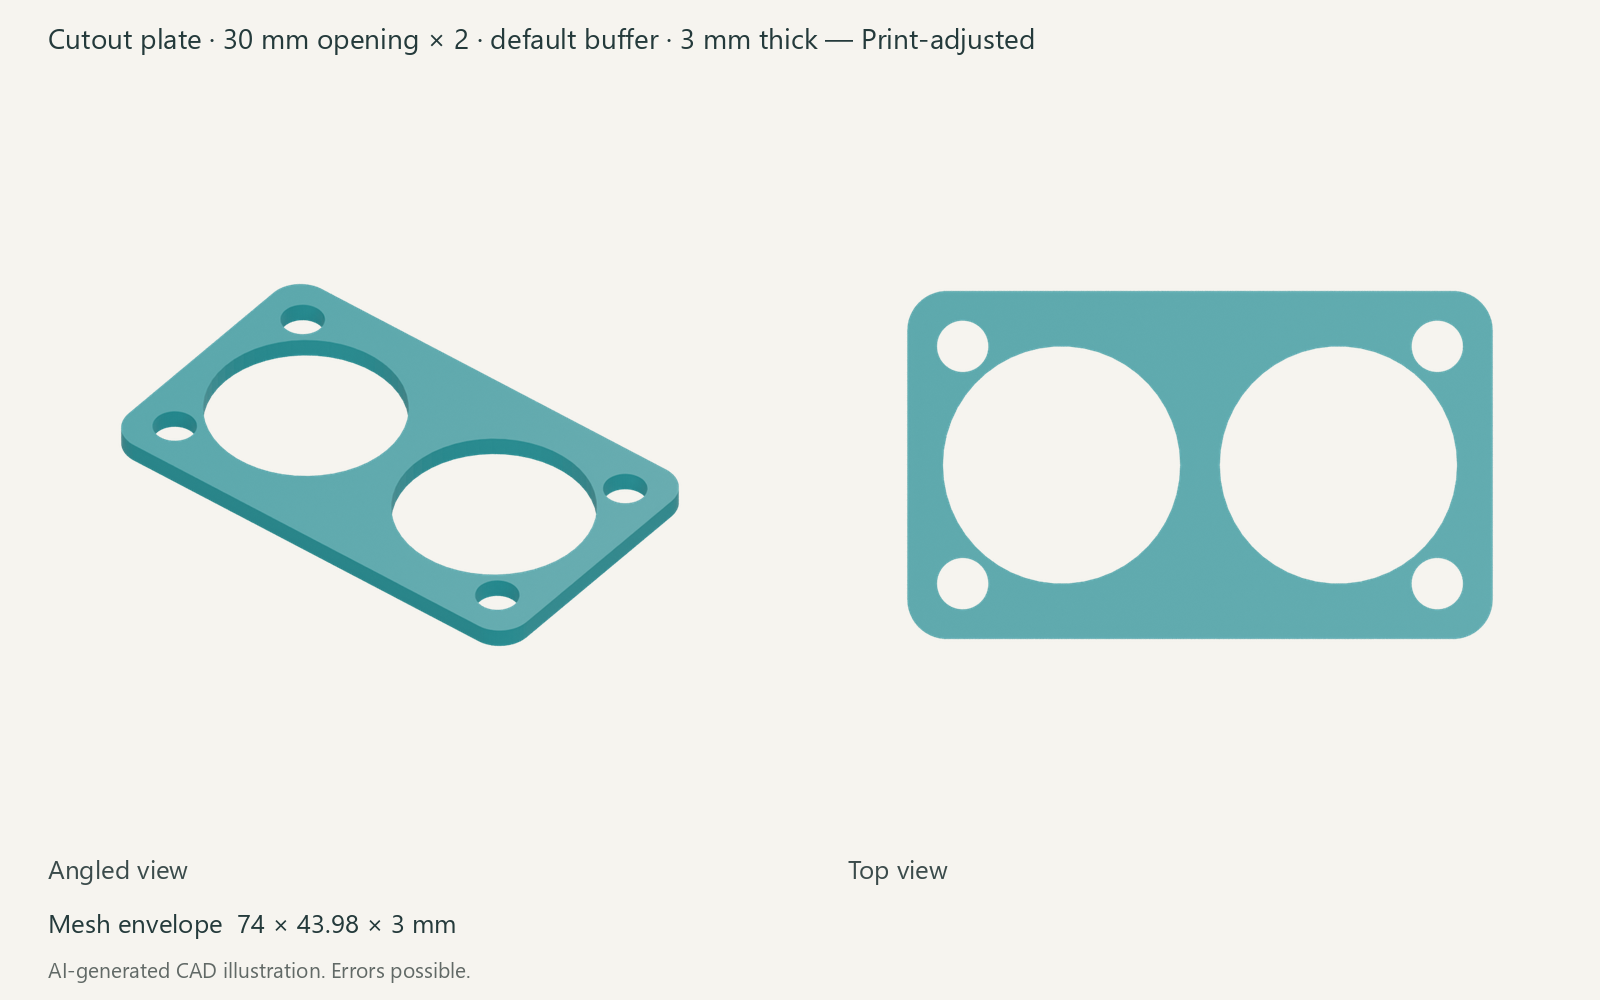 Cutout plate · 30 mm opening × 2 · default buffer · 3 mm thick — Print-adjusted
Angled view
Top view
Mesh envelope 74 × 43.98 × 3 mm
AI-generated CAD illustration. Errors possible.